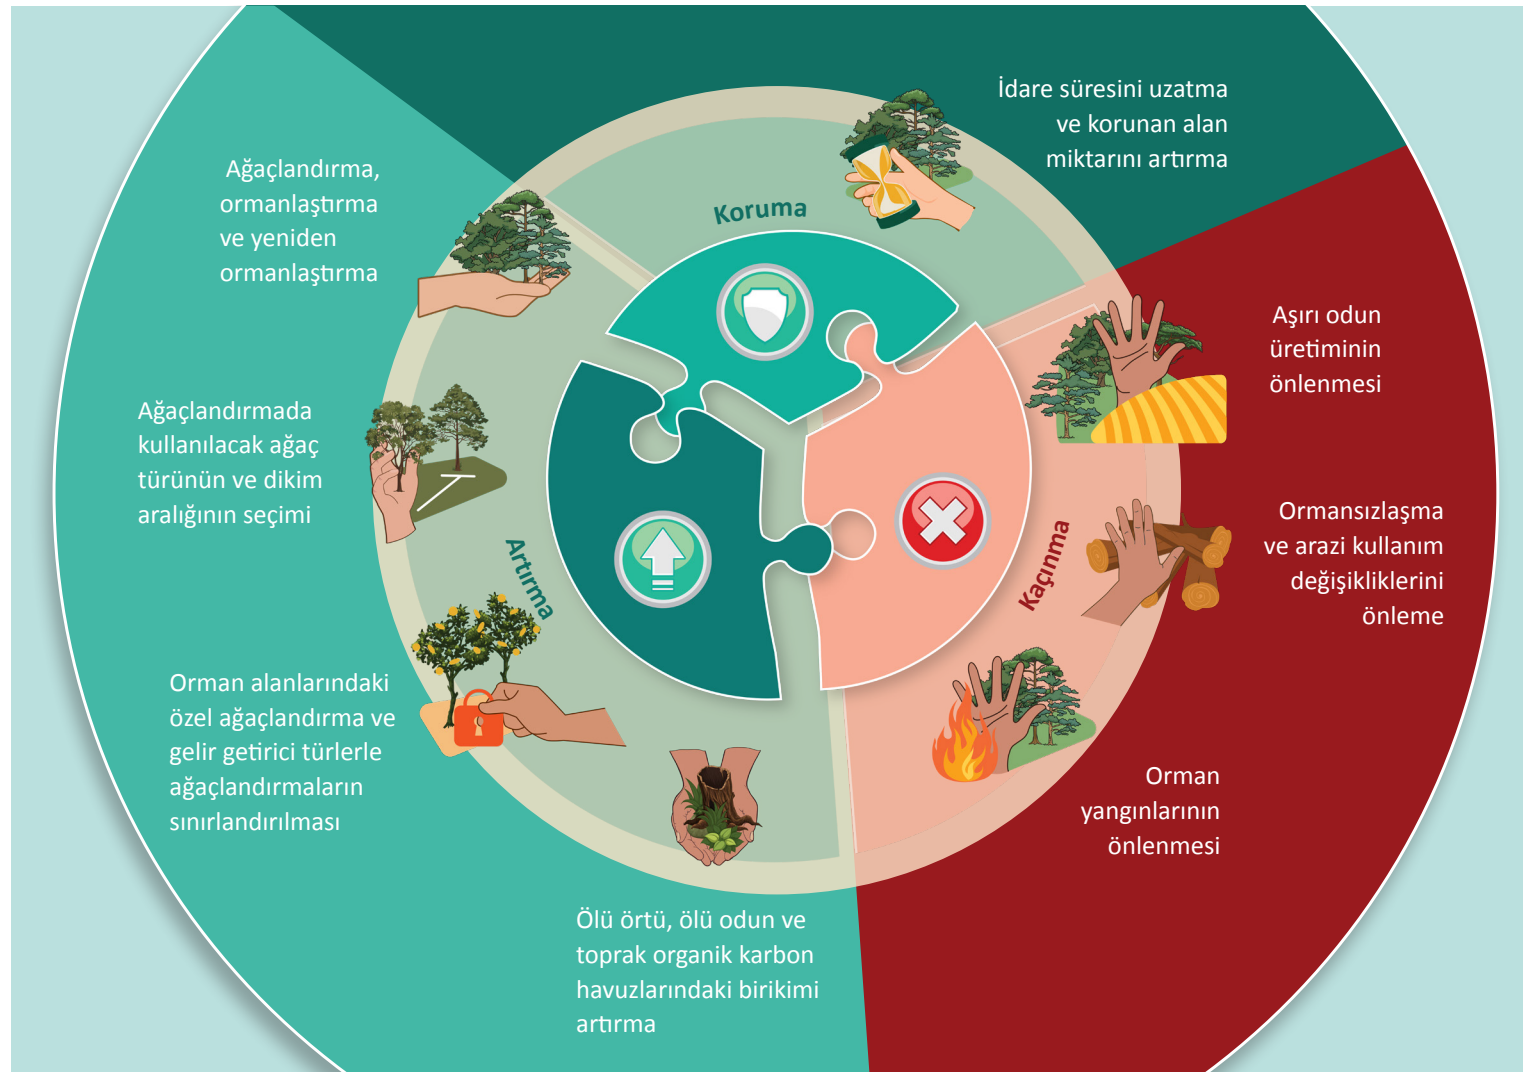 İdare süresini uzatma
ve korunan alan
miktarını artırma
Ağaçlandırma,
ormanlaştırma
ve yeniden
ormanlaştırma
Koruma
Aşırı odun
üretiminin
önlenmesi
Ağaçlandırmada
kullanılacak ağaç
türünün ve dikim
aralığının seçimi
Ormansızlaşma
ve arazi kullanım
değişikliklerini
önleme
Artırma
Kaçınma
Orman alanlarındaki
özel ağaçlandırma ve
gelir getirici türlerle
ağaçlandırmaların
sınırlandırılması
Orman
yangınlarının
önlenmesi
Ölü örtü, ölü odun ve
toprak organik karbon
havuzlarındaki birikimi
artırma